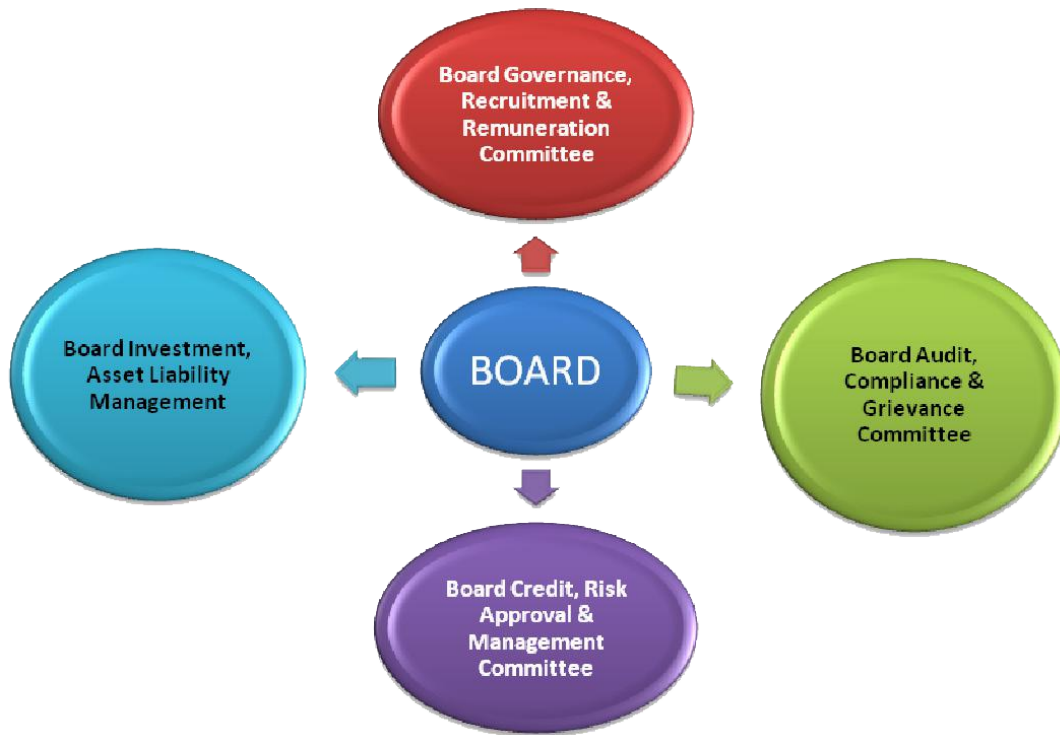 Board Governance,
Recruitment &
Remuneration
Committee
Board Investment,
Asset Liability
Management
BOARD
Board Audit,
Compliance &
Grievance
Committee
Board Credit, Risk
Approval &
Management
Committee